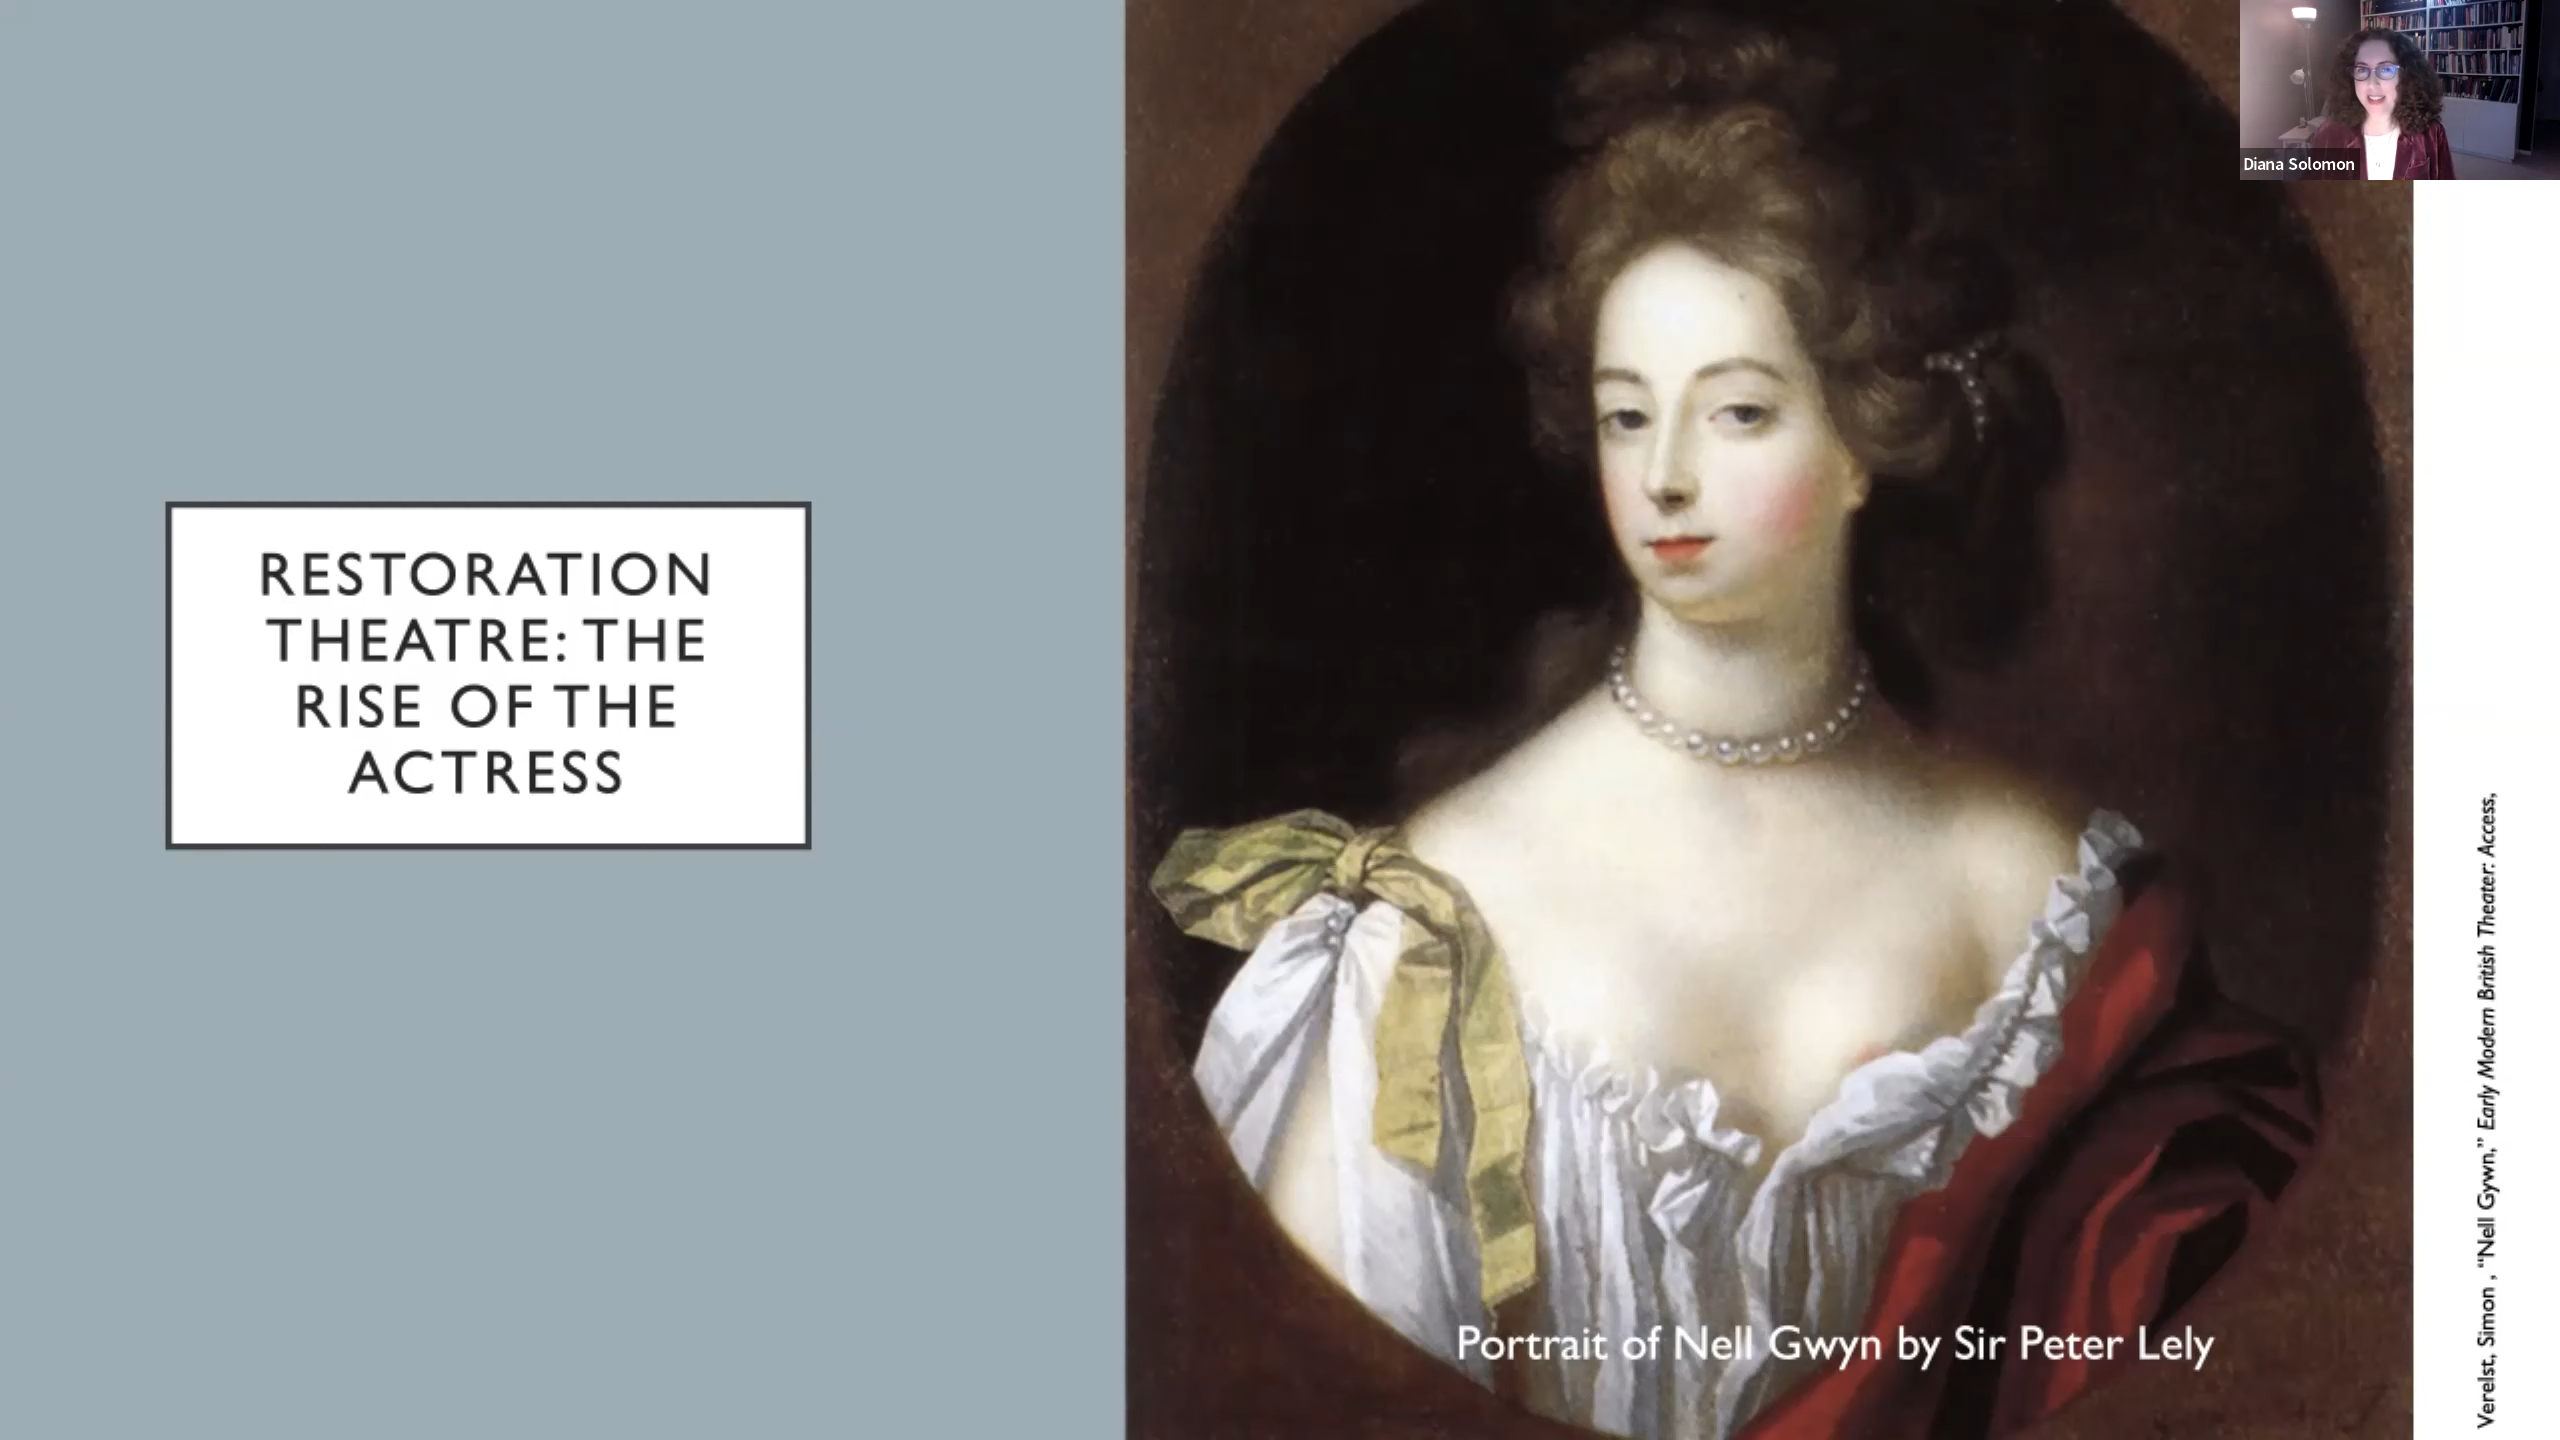 RESTORATION
THEATRE: THE
RISE OF THE
ACTRESS
Portrait of Nell Gwyn by Sir Peter Lely
Diana Solomon
Verelst, Simon , “Nell Gywn,” Early Modern British Theater: Access,